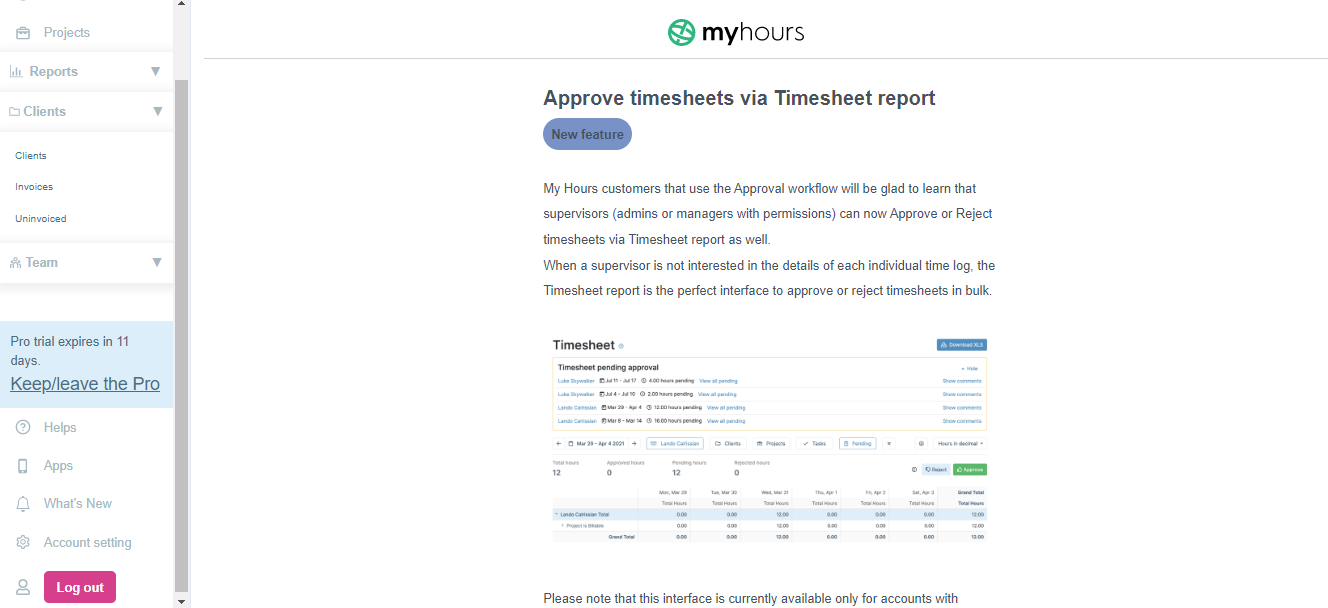 Projects
Reports
Clients
Clients
Invoices
Uninvoiced
Team
Pro trial expires in 11
days.
Keep/leave the Pro
Helps
Apps
What's New
Account setting
Log out
myhours
Approve timesheets via Timesheet report
New feature
My Hours customers that use the Approval workflow will be glad to learn that
supervisors (admins or managers with permissions) can now Approve or Reject
timesheets via Timesheet report as well.
When a supervisor is not interested in the details of each individual time log, the
Timesheet report is the perfect interface to approve or reject timesheets in bulk.
Timesheet
Download XLS
Timesheet pending approval
Hide
Luke Skywalker Jul 11 - Jul 17 4.00 hours pending View all pending Show comments
Luke Skywalker Jul 4 - Jul 10 2.00 hours pending View all pending Show comments
Lando Calrissian Mar 29 - Apr 4 12.00 hours pending View all pending Show comments
Lando Calrissian Mar 8 - Mar 14 16.00 hours pending View all pending Show comments
Mar 29 - Apr 4 2021 Lando Calrissian Clients Projects Tasks Pending Hours in decimal
Total hours Approved hours Pending hours Rejected hours
12 0 12 0
Reject Approve
Mon, Mar 29 Tue, Mar 30 Wed, Mar 31 Thu, Apr 1 Fri, Apr 2 Sat, Apr 3 Grand Total
Total Hours Total Hours Total Hours Total Hours Total Hours Total Hours Total Hours
Lando Calrissian Total 0.00 0.00 12.00 0.00 0.00 0.00 12.00
Project is Billable 0.00 0.00 12.00 0.00 0.00 0.00 12.00
Grand Total 0.00 0.00 12.00 0.00 0.00 0.00 12.00
Please note that this interface is currently available only for accounts with